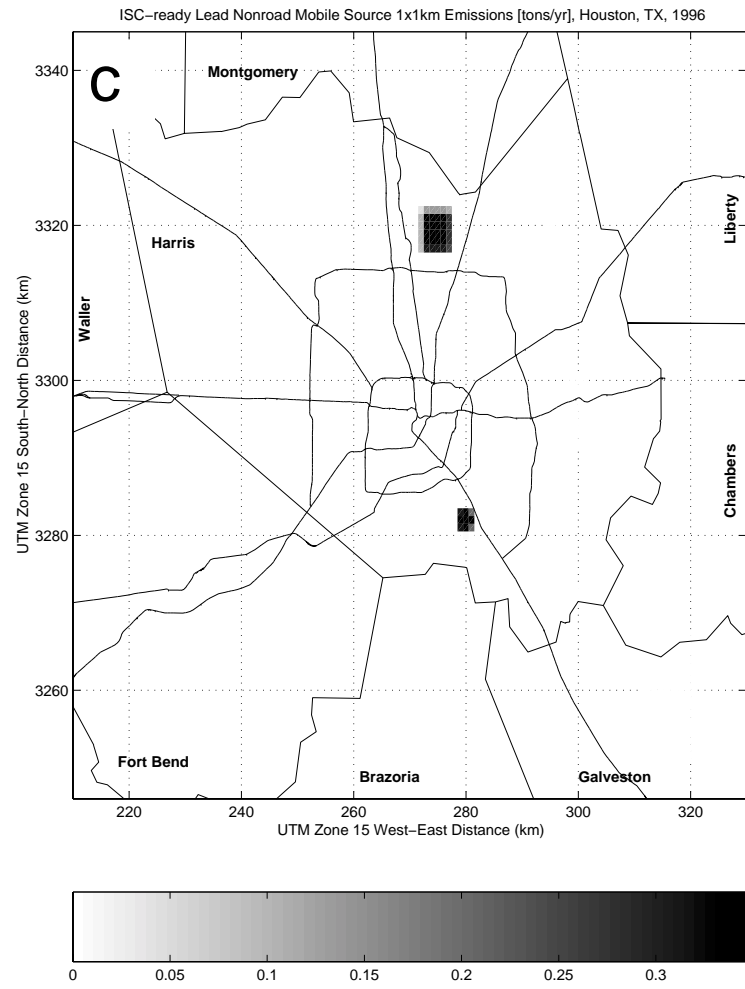 ISC−ready Lead Nonroad Mobile Source 1x1km Emissions [tons/yr], Houston, TX, 1996
C
Montgomery
Harris
Liberty
Waller
Chambers
Fort Bend
Brazoria
Galveston
3340
3320
3300
3280
3260
UTM Zone 15 South−North Distance (km)
220 240 260 280 300 320
UTM Zone 15 West−East Distance (km)
0 0.05 0.1 0.15 0.2 0.25 0.3